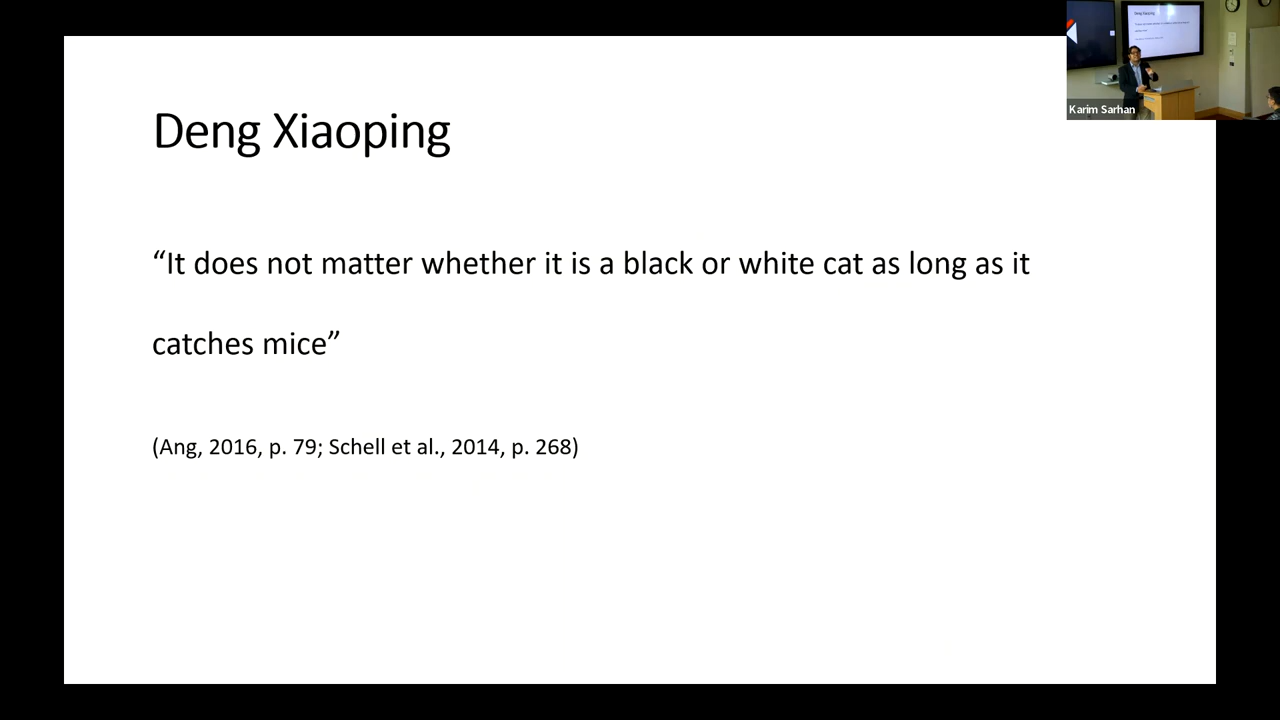 Deng Xiaoping
“It does not matter whether it is a black or white cat as long as it
catches mice”
(Ang, 2016, p. 79; Schell et al., 2014, p. 268)
Karim Sarhan